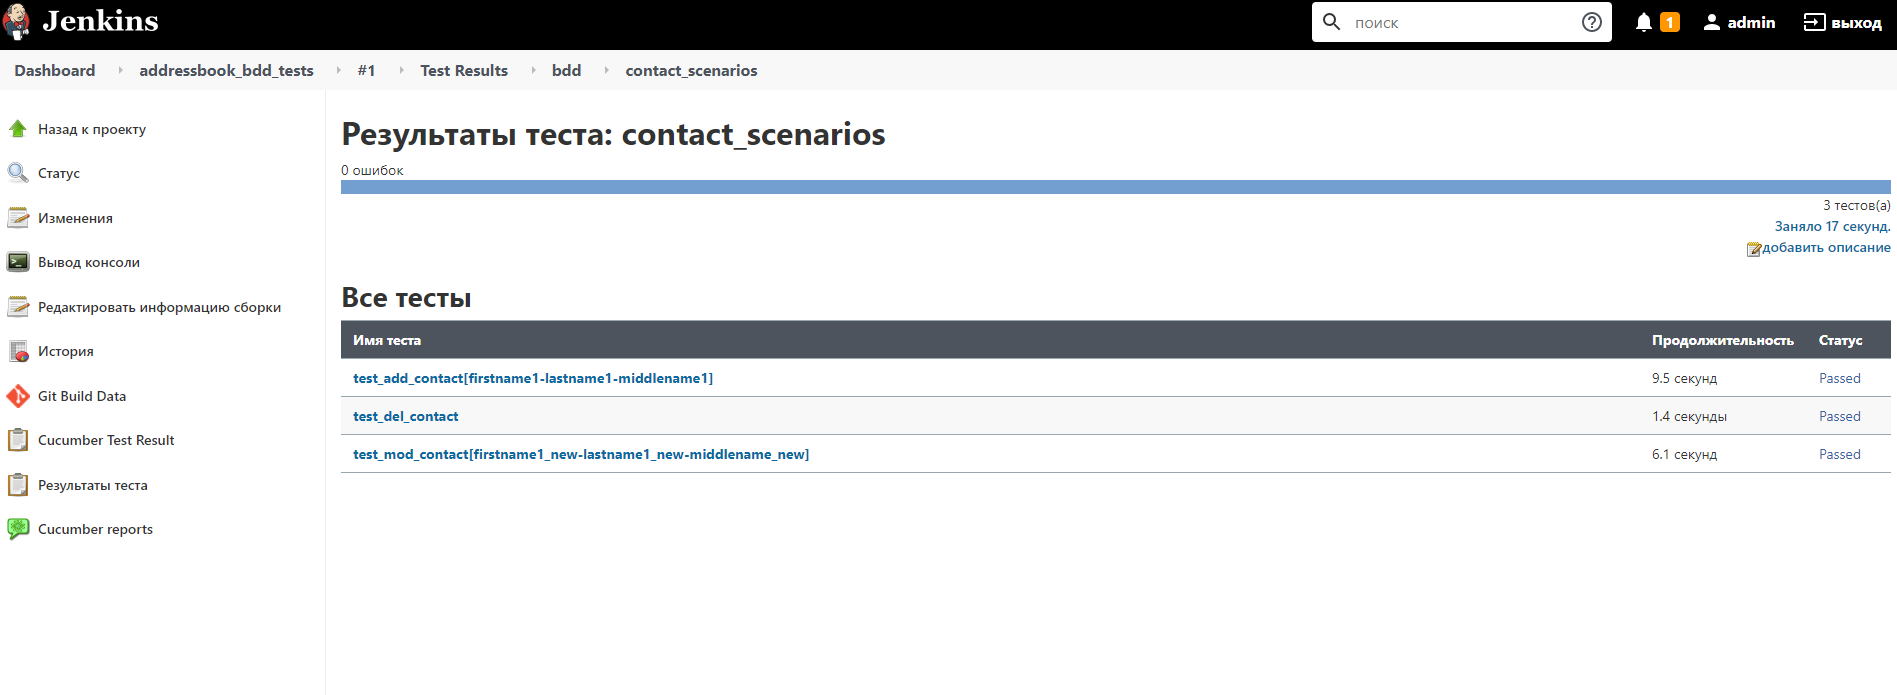 Jenkins
поиск
1
admin
выход
Dashboard
addressbook_bdd_tests
#1
Test Results
bdd
contact_scenarios
Назад к проекту
Статус
Изменения
Вывод консоли
Редактировать информацию сборки
История
Git Build Data
Cucumber Test Result
Результаты теста
Cucumber reports
Результаты теста: contact_scenarios
0 ошибок
3 тестов(а)
Заняло 17 секунд.
добавить описание
Все тесты
Имя теста Продолжительность Статус
test_add_contact[firstname1-lastname1-middlename1] 9.5 секунд Passed
test_del_contact 1.4 секунды Passed
test_mod_contact[firstname1_new-lastname1_new-middlename_new] 6.1 секунд Passed